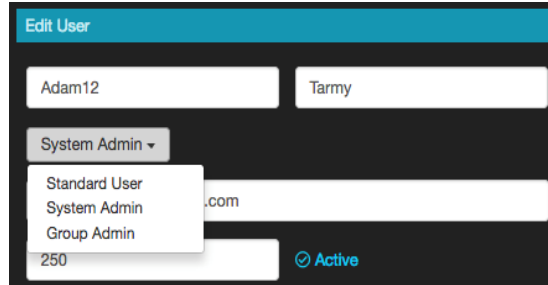 Edit User
Adam12 Tarmy
System Admin
Standard User
System Admin
Group Admin
.com
250 Active